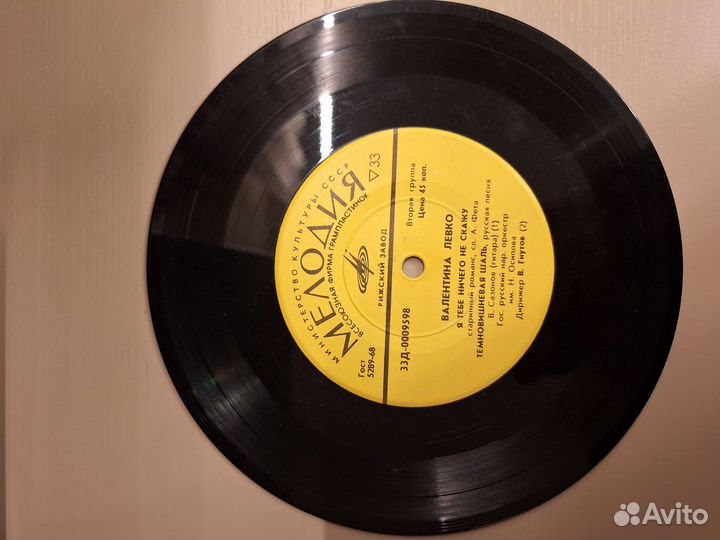 МИНИСТЕРСТВО КУЛЬТУРЫ СССР
МЕЛОДИЯ
ВСЕСОЮЗНАЯ ФИРМА ГРАМПЛАСТИНОК
▽33
РИЖСКИЙ ЗАВОД
Гост
5289-68
Вторая группа
Цена 45 коп.
33Д-0009598
ВАЛЕНТИНА ЛЕВКО
Я ТЕБЕ НИЧЕГО НЕ СКАЖУ
старинный романс, сл. А. Фета
ТЕМНОВИШНЕВАЯ ШАЛЬ, русская песня
В. Сазонов (гитара) (1)
Гос. русский нар. оркестр
им. Н. Осипова
Дирижер В. Гнутов (2)
Avito